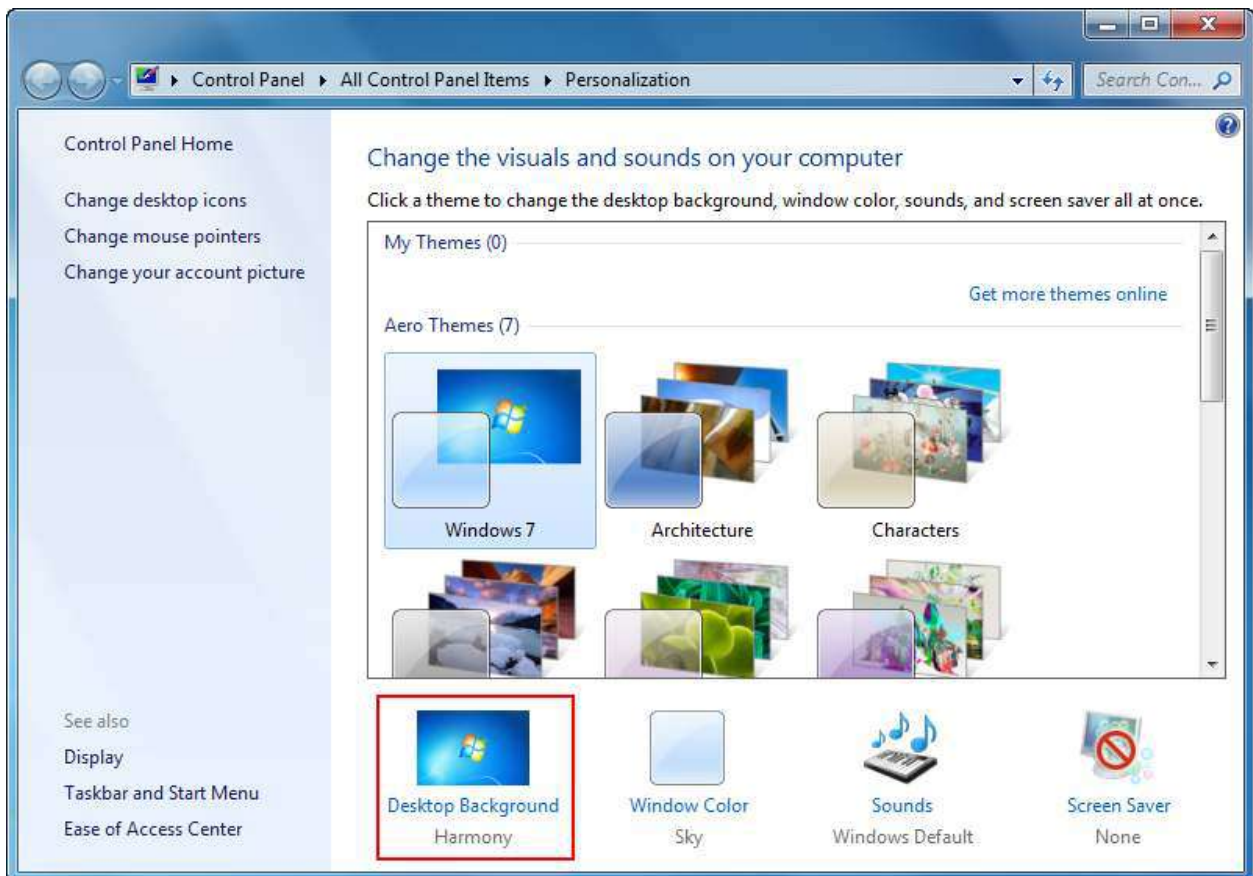 Control Panel ▸ All Control Panel Items ▸ Personalization
Search Con...
Control Panel Home
Change desktop icons
Change mouse pointers
Change your account picture
See also
Display
Taskbar and Start Menu
Ease of Access Center
Change the visuals and sounds on your computer
Click a theme to change the desktop background, window color, sounds, and screen saver all at once.
My Themes (0)
Get more themes online
Aero Themes (7)
Windows 7
Architecture
Characters
Desktop Background
Harmony
Window Color
Sky
Sounds
Windows Default
Screen Saver
None